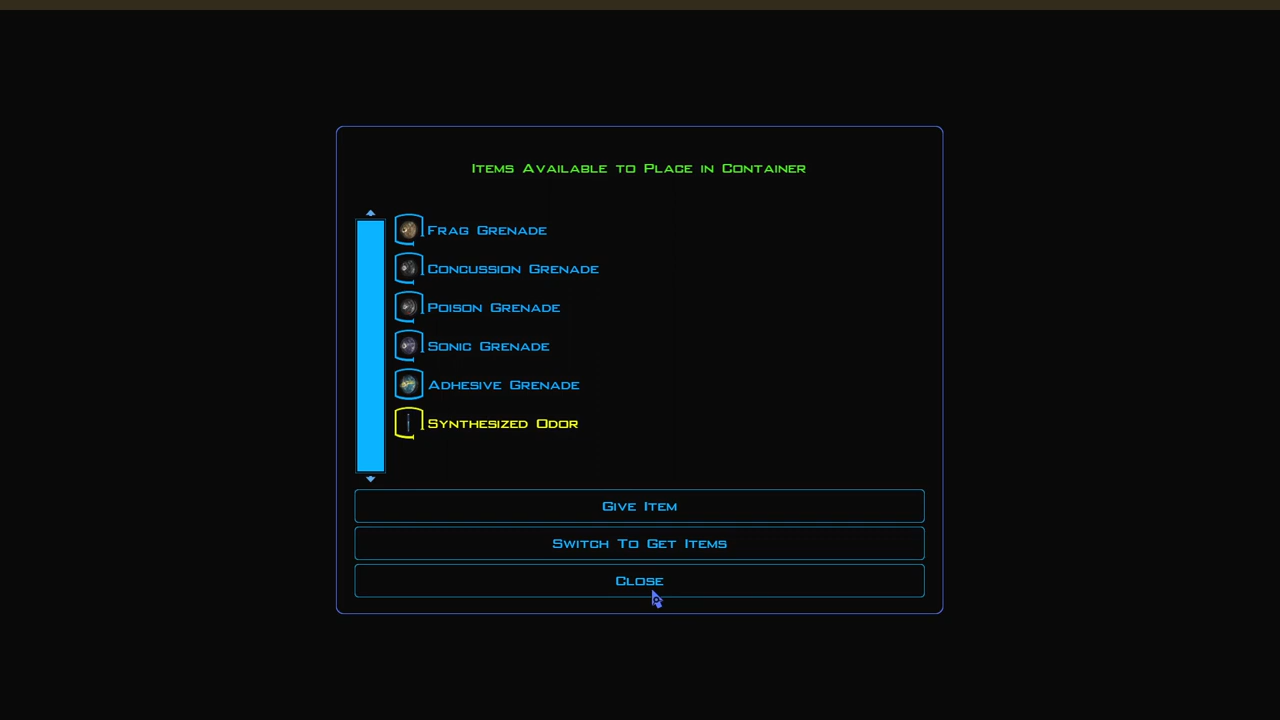 Items Available to Place in Container
Frag Grenade
Concussion Grenade
Poison Grenade
Sonic Grenade
Adhesive Grenade
Synthesized Odor
Give Item
Switch To Get Items
Close